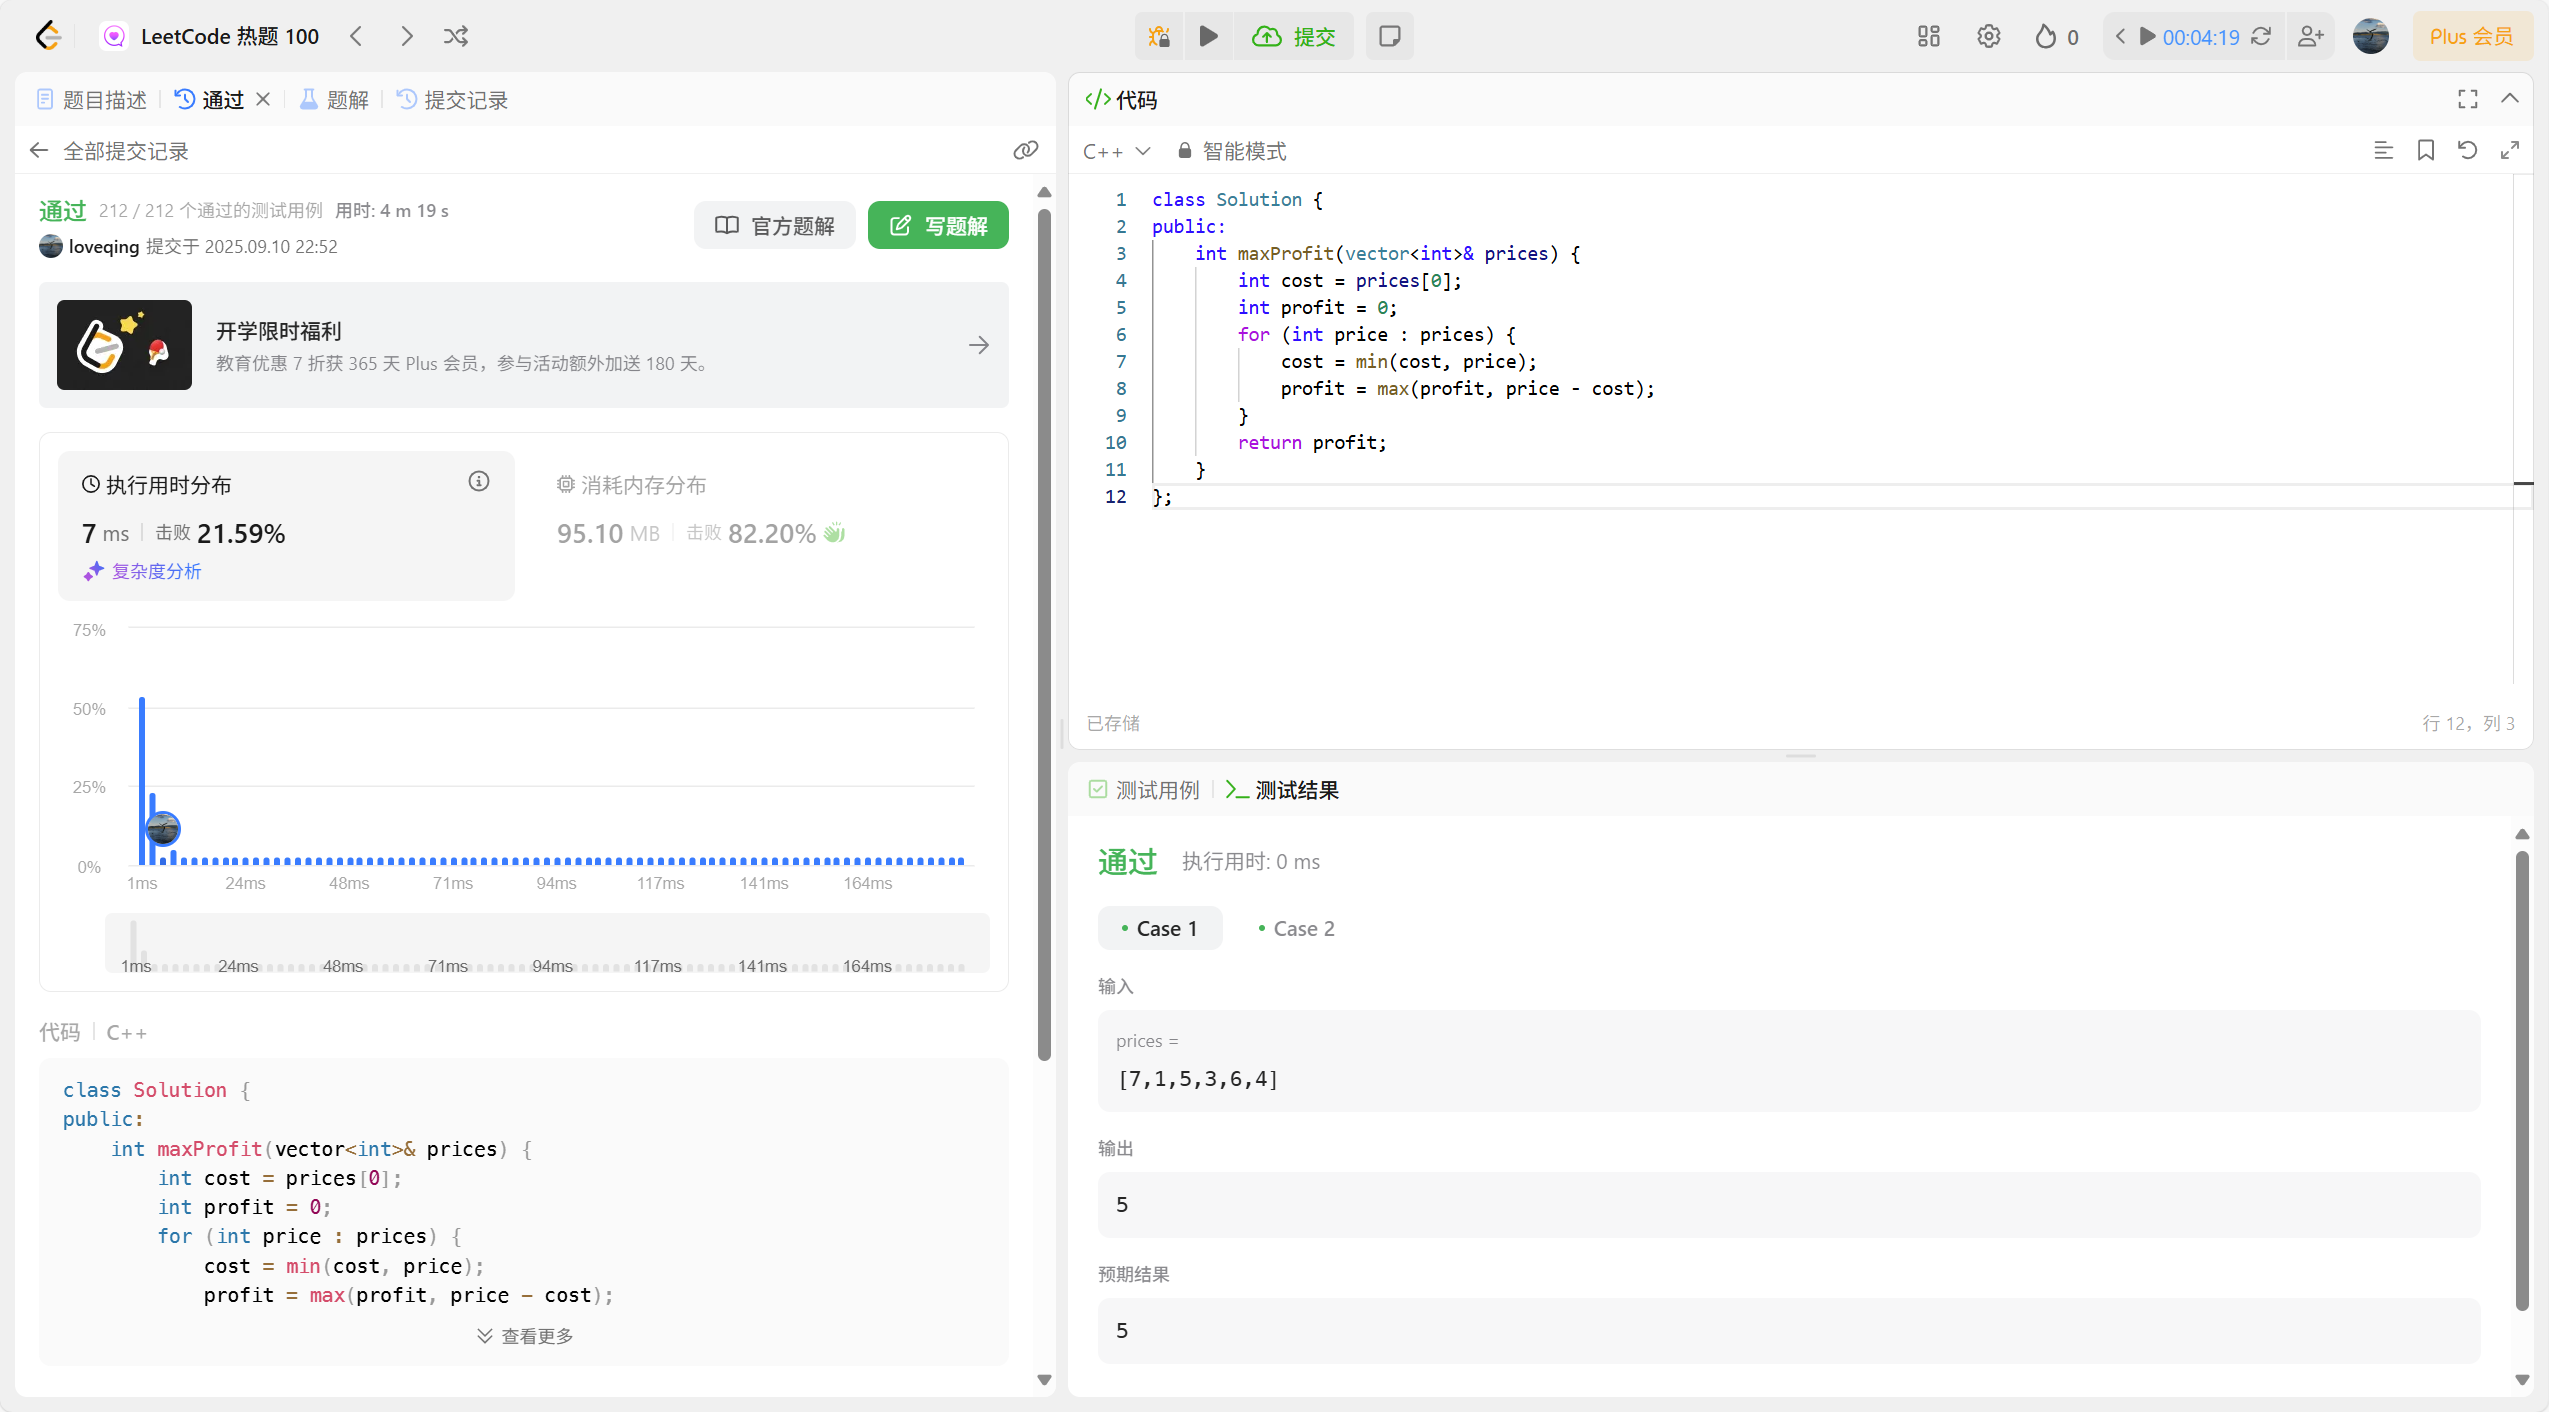 LeetCode 热题 100
提交
0
00:04:19
Plus 会员
题目描述
通过
题解
提交记录
全部提交记录
通过 212 / 212 个通过的测试用例 用时: 4 m 19 s
loveqing 提交于 2025.09.10 22:52
官方题解
写题解
开学限时福利
教育优惠 7 折获 365 天 Plus 会员，参与活动额外加送 180 天。
执行用时分布
7 ms 击败 21.59%
复杂度分析
消耗内存分布
95.10 MB 击败 82.20%
75%
50%
25%
0%
1ms 24ms 48ms 71ms 94ms 117ms 141ms 164ms
1ms 24ms 48ms 71ms 94ms 117ms 141ms 164ms
代码 C++
class Solution {
public:
    int maxProfit(vector<int>& prices) {
        int cost = prices[0];
        int profit = 0;
        for (int price : prices) {
            cost = min(cost, price);
            profit = max(profit, price - cost);
查看更多
</> 代码
C++ 智能模式
1 class Solution {
2 public:
3     int maxProfit(vector<int>& prices) {
4         int cost = prices[0];
5         int profit = 0;
6         for (int price : prices) {
7             cost = min(cost, price);
8             profit = max(profit, price - cost);
9         }
10         return profit;
11     }
12 };
已存储
行 12，列 3
测试用例
测试结果
通过 执行用时: 0 ms
Case 1
Case 2
输入
prices =
[7,1,5,3,6,4]
输出
5
预期结果
5